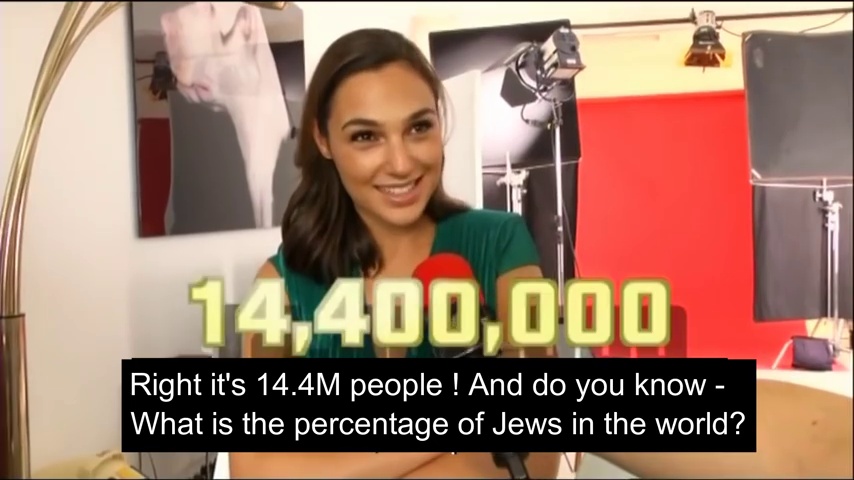 14,400,000
Right it's 14.4M people ! And do you know -
What is the percentage of Jews in the world?